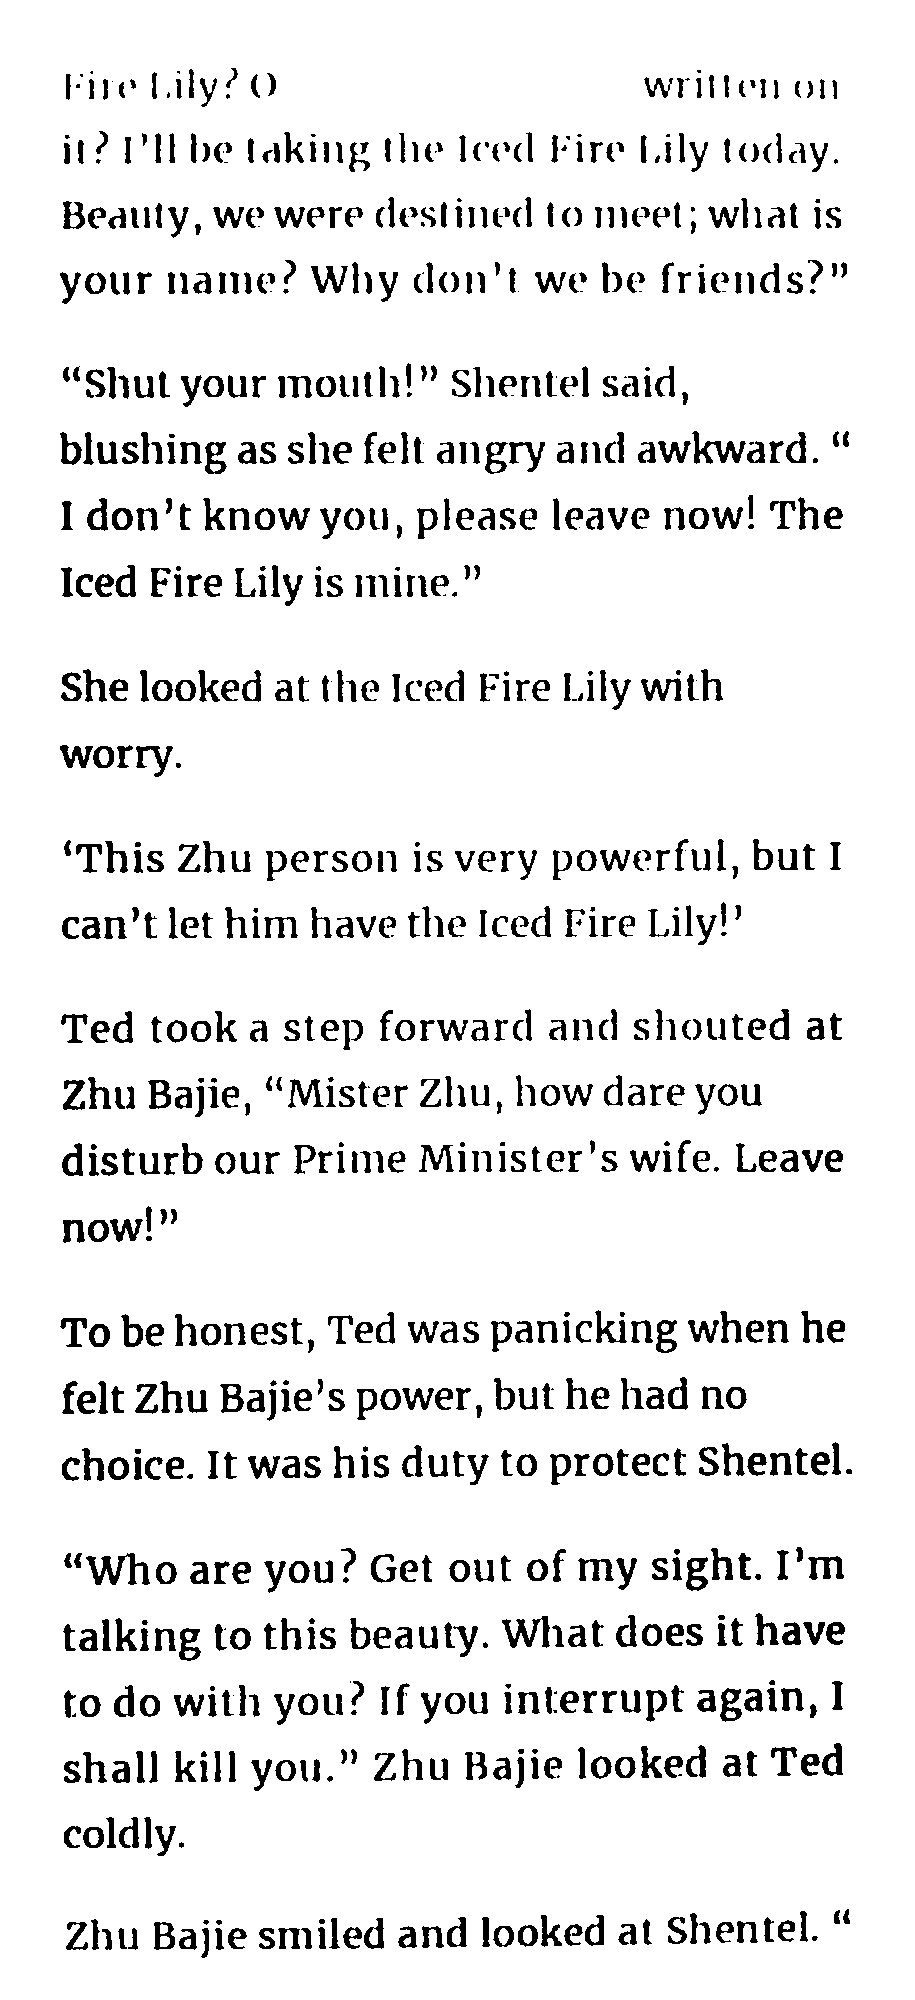 Fire Lily? O written on
it? I'll be taking the Iced Fire Lily today.
Beauty, we were destined to meet; what is
your name? Why don't we be friends?”
“Shut your mouth!” Shentel said,
blushing as she felt angry and awkward. “
I don't know you, please leave now! The
Iced Fire Lily is mine.”
She looked at the Iced Fire Lily with
worry.
‘This Zhu person is very powerful, but I
can't let him have the Iced Fire Lily!’
Ted took a step forward and shouted at
Zhu Bajie, “Mister Zhu, how dare you
disturb our Prime Minister's wife. Leave
now!”
To be honest, Ted was panicking when he
felt Zhu Bajie's power, but he had no
choice. It was his duty to protect Shentel.
“Who are you? Get out of my sight. I'm
talking to this beauty. What does it have
to do with you? If you interrupt again, I
shall kill you.” Zhu Bajie looked at Ted
coldly.
Zhu Bajie smiled and looked at Shentel. “